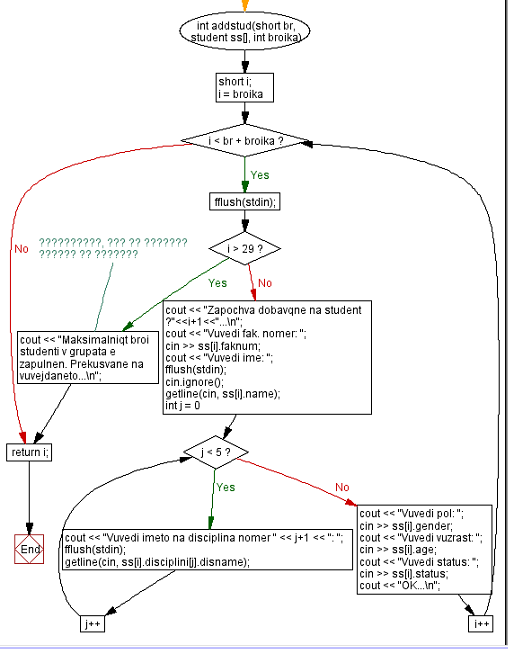 int addstud(short br,
student ss[], int broika)
short i;
i = broika
i < br + broika ?
Yes
No
fflush(stdin);
??????????, ??? ?? ???????
?????? ?? ???????
i > 29 ?
Yes
No
cout << "Maksimalniqt broi
studenti v grupata e
zapulnen. Prekusvane na
vuvejdaneto...\n";
cout << "Zapochva dobavqne na student
?"<<i+1<<"...\n";
cout << "Vuvedi fak. nomer: ";
cin >> ss[i].faknum;
cout << "Vuvedi ime: ";
fflush(stdin);
cin.ignore();
getline(cin, ss[i].name);
int j = 0
return i;
End
j < 5 ?
Yes
No
cout << "Vuvedi imeto na disciplina nomer " << j+1 << ": ";
fflush(stdin);
getline(cin, ss[i].disciplini[j].disname);
j++
cout << "Vuvedi pol: ";
cin >> ss[i].gender;
cout << "Vuvedi vuzrast: ";
cin >> ss[i].age;
cout << "Vuvedi status: ";
cin >> ss[i].status;
cout << "OK...\n";
i++